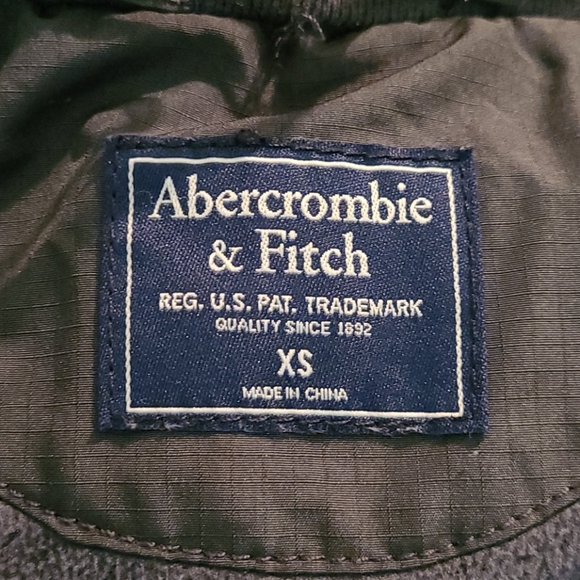 Abercrombie
& Fitch
REG. U.S. PAT. TRADEMARK
QUALITY SINCE 1892
XS
MADE IN CHINA